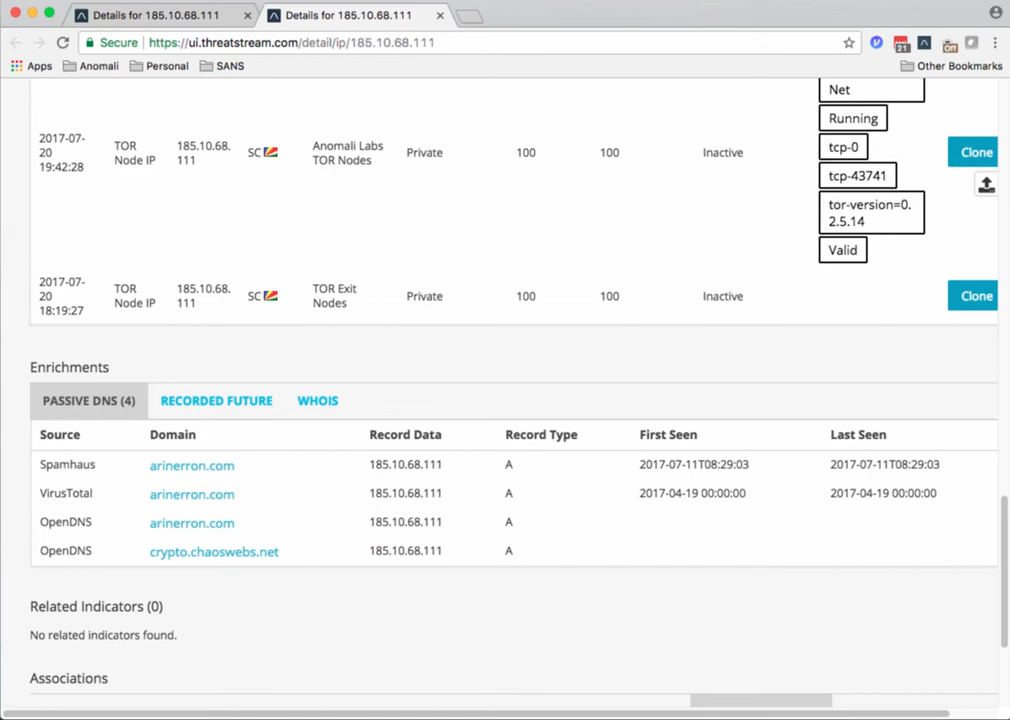 Details for 185.10.68.111
Details for 185.10.68.111
Secure | https://ui.threatstream.com/detail/ip/185.10.68.111
21
Off
Apps Anomali Personal SANS Other Bookmarks
Net
Running
tcp-0
tcp-43741
tor-version=0.
2.5.14
Valid
2017-07-
20
19:42:28
TOR
Node IP
185.10.68.
111
SC
Anomali Labs
TOR Nodes
Private
100
100
Inactive
Clone
2017-07-
20
18:19:27
TOR
Node IP
185.10.68.
111
SC
TOR Exit
Nodes
Private
100
100
Inactive
Clone
Enrichments
PASSIVE DNS (4) RECORDED FUTURE WHOIS
Source Domain Record Data Record Type First Seen Last Seen
Spamhaus arinerron.com 185.10.68.111 A 2017-07-11T08:29:03 2017-07-11T08:29:03
VirusTotal arinerron.com 185.10.68.111 A 2017-04-19 00:00:00 2017-04-19 00:00:00
OpenDNS arinerron.com 185.10.68.111 A
OpenDNS crypto.chaoswebs.net 185.10.68.111 A
Related Indicators (0)
No related indicators found.
Associations